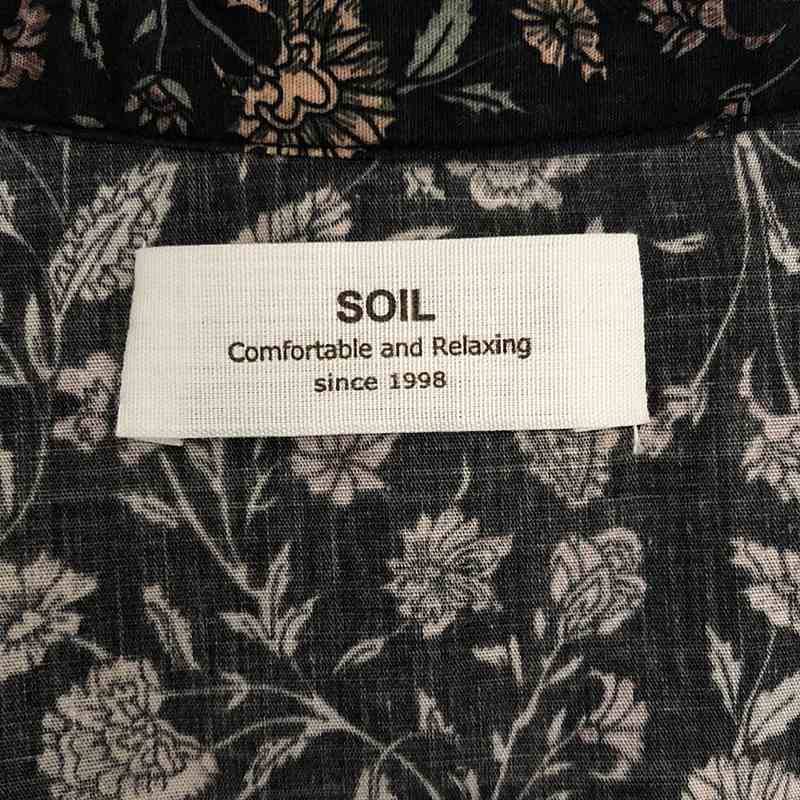 SOIL
Comfortable and Relaxing
since 1998